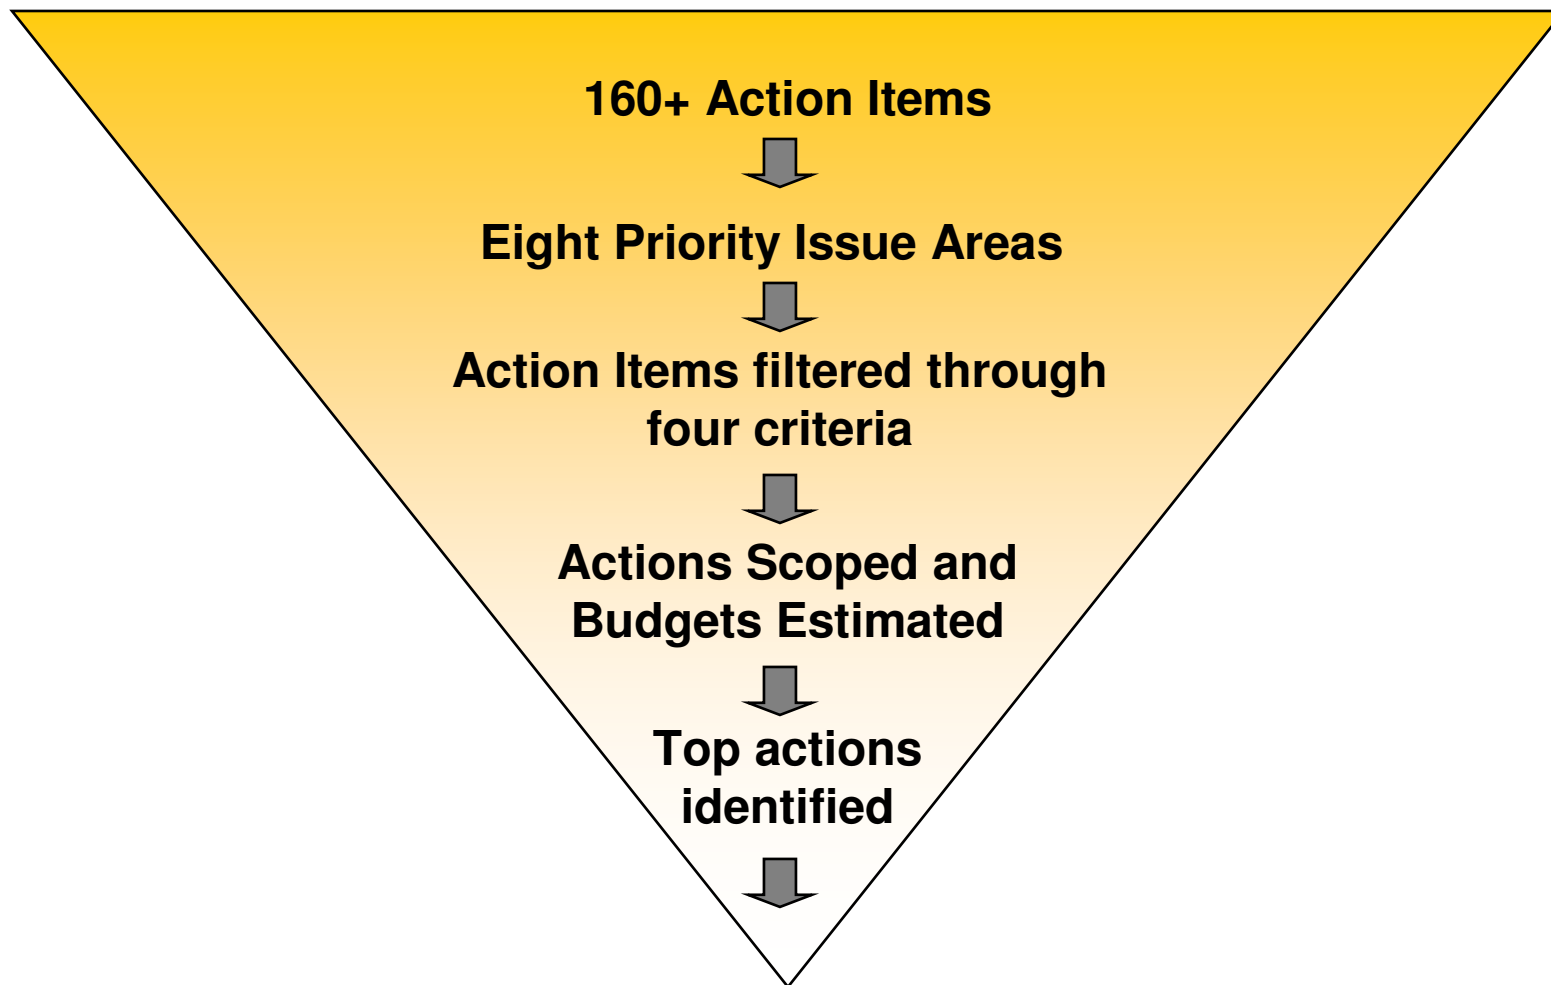 160+ Action Items
Eight Priority Issue Areas
Action Items filtered through
four criteria
Actions Scoped and
Budgets Estimated
Top actions
identified